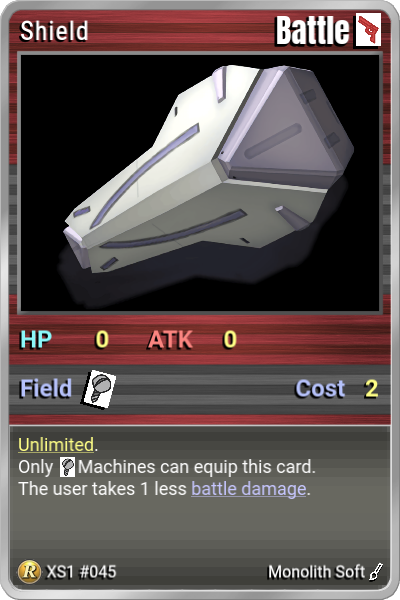 Shield Battle
HP 0 ATK 0
Field Cost 2
Unlimited.
Only Machines can equip this card.
The user takes 1 less battle damage.
R XS1 #045 Monolith Soft